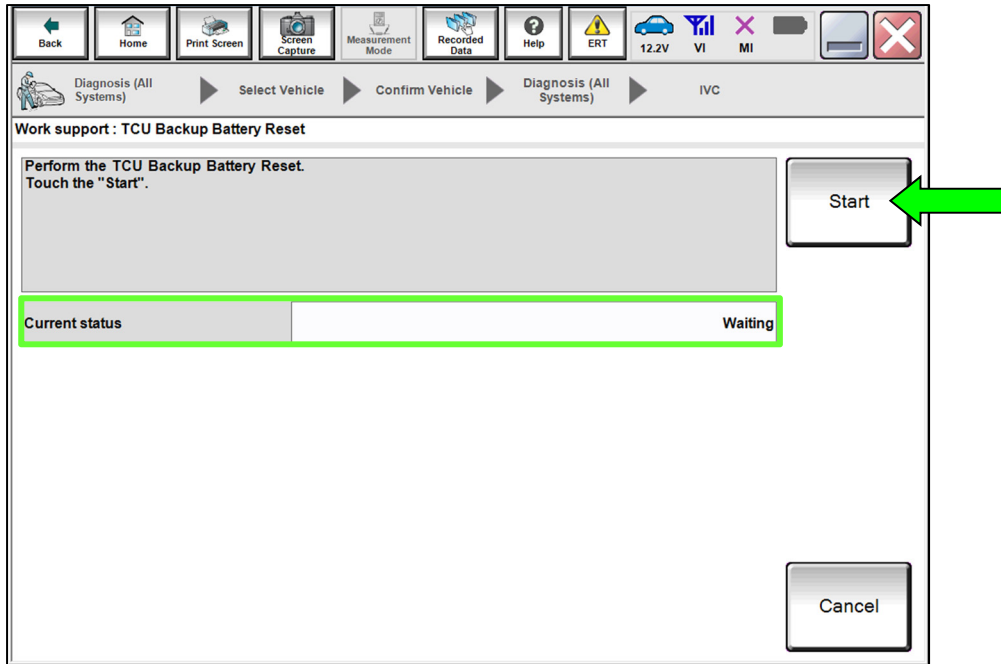 Back
Home
Print Screen
Screen
Capture
Measurement
Mode
Recorded
Data
Help
ERT
12.2V
VI
MI
Diagnosis (All
Systems)
Select Vehicle
Confirm Vehicle
Diagnosis (All
Systems)
IVC
Work support : TCU Backup Battery Reset
Perform the TCU Backup Battery Reset.
Touch the "Start".
Start
Current status
Waiting
Cancel